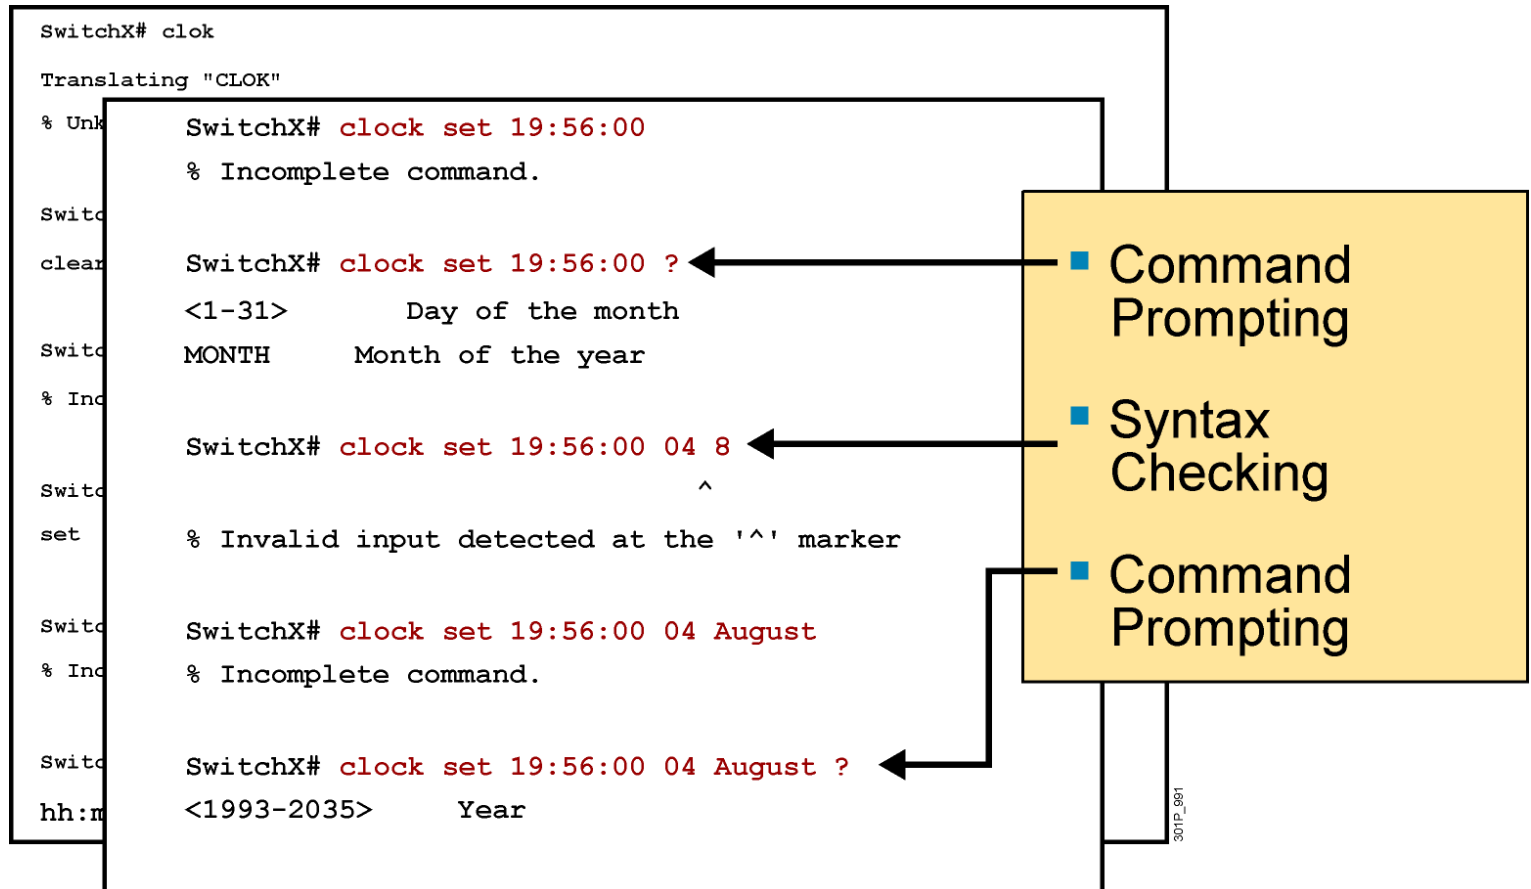 SwitchX# clok
Translating "CLOK"
% Unk
Switc
clear
Switc
% Inc
Switc
set
Switc
% Inc
Switc
hh:m
SwitchX# clock set 19:56:00
% Incomplete command.
SwitchX# clock set 19:56:00 ?
<1-31> Day of the month
MONTH Month of the year
SwitchX# clock set 19:56:00 04 8
^
% Invalid input detected at the '^' marker
SwitchX# clock set 19:56:00 04 August
% Incomplete command.
SwitchX# clock set 19:56:00 04 August ?
<1993-2035> Year
Command
Prompting
Syntax
Checking
Command
Prompting
301P_991